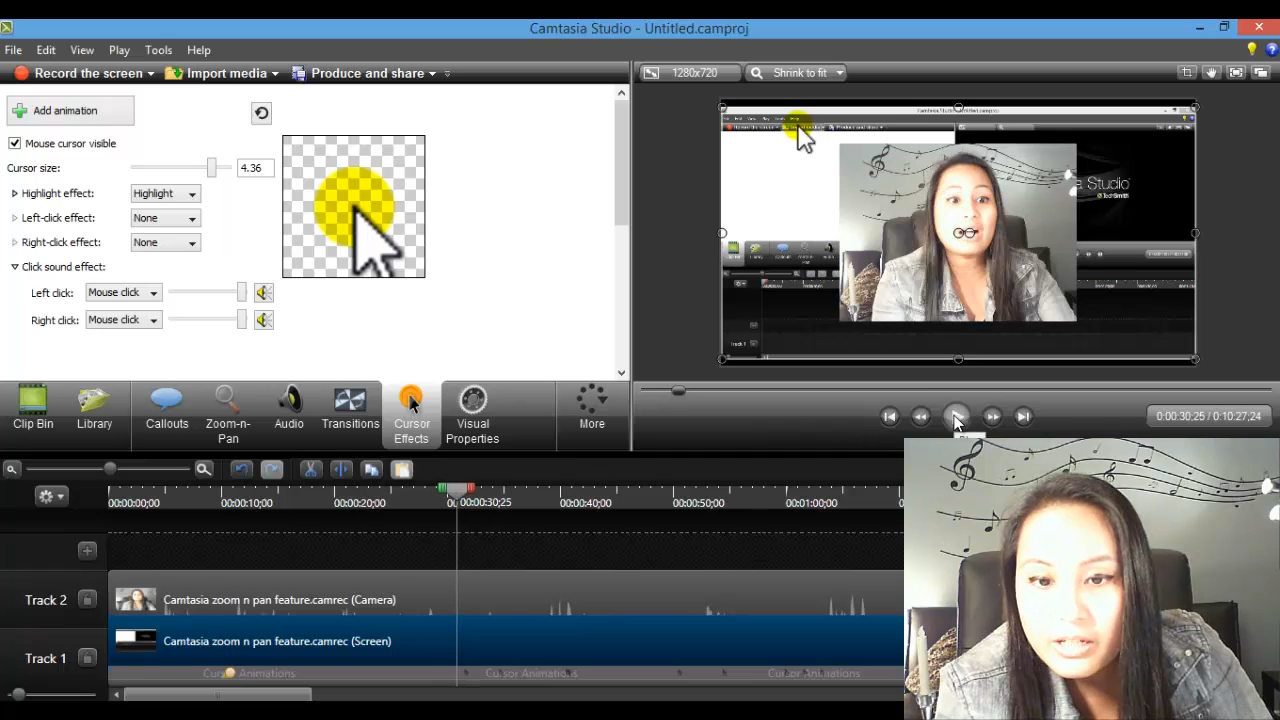 Camtasia Studio - Untitled.camproj
File Edit View Play Tools Help
Record the screen Import media Produce and share
1280x720 Shrink to fit
Add animation
Mouse cursor visible
Cursor size: 4.36
Highlight effect: Highlight
Left-click effect: None
Right-click effect: None
Click sound effect:
Left click: Mouse click
Right click: Mouse click
Clip Bin Library Callouts Zoom-n-Pan Audio Transitions Cursor Effects Visual Properties More
0:00:30;25 / 0:10:27;24
00:00:00;00 00:00:10;00 00:00:20;00 00:00:30;25 00:00:40;00 00:00:50;00 00:01:00;00
Track 2 Camtasia zoom n pan feature.camrec (Camera)
Track 1 Camtasia zoom n pan feature.camrec (Screen)
Cursor Animations Cursor Animations Cursor Animations